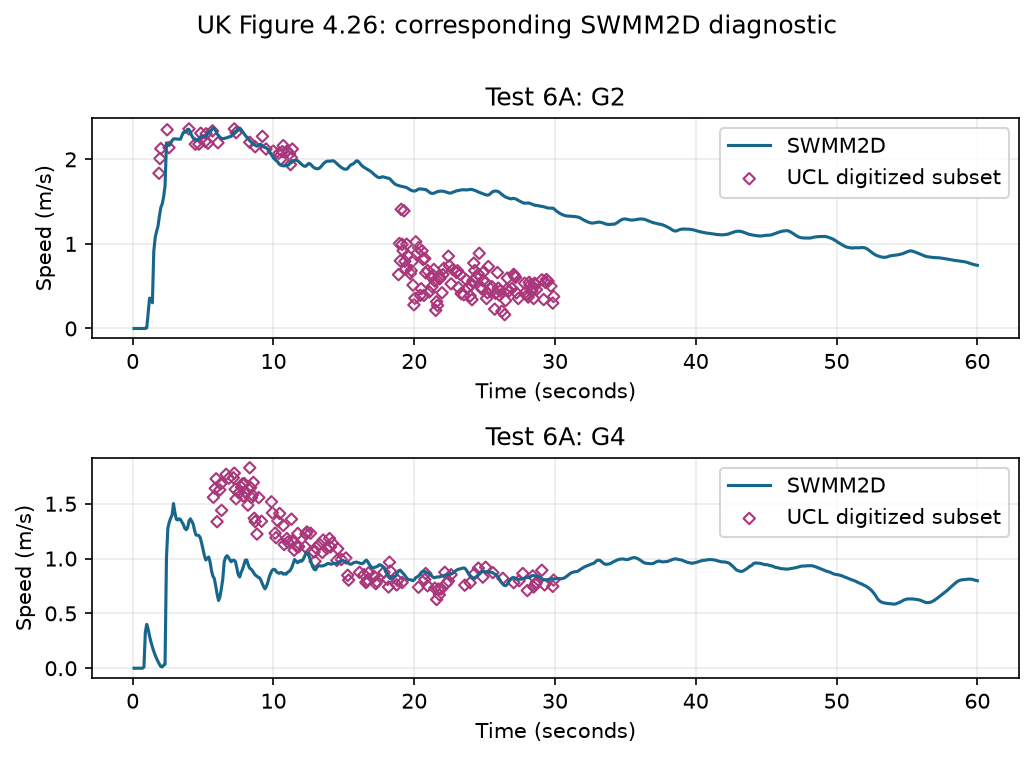 UK Figure 4.26: corresponding SWMM2D diagnostic
Test 6A: G2
Speed (m/s)
2
1
0
SWMM2D
UCL digitized subset
0 10 20 30 40 50 60
Time (seconds)
Test 6A: G4
Speed (m/s)
1.5
1.0
0.5
0.0
SWMM2D
UCL digitized subset
0 10 20 30 40 50 60
Time (seconds)